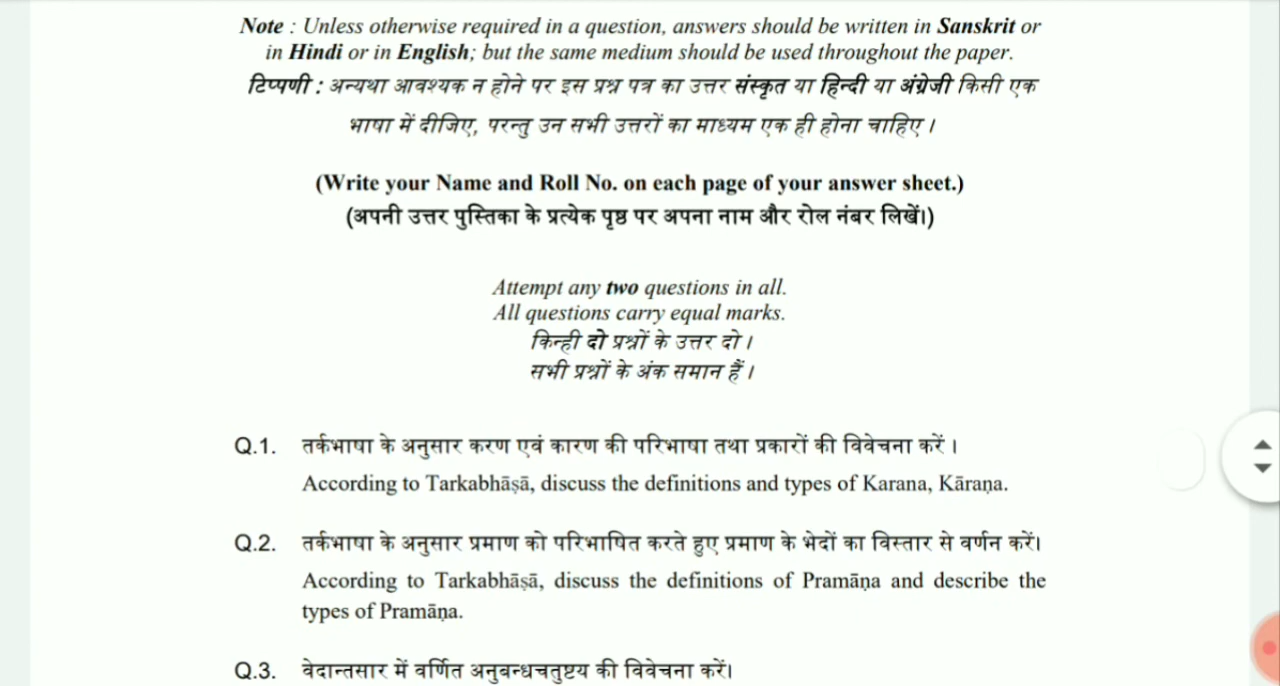 Note : Unless otherwise required in a question, answers should be written in Sanskrit or
in Hindi or in English; but the same medium should be used throughout the paper.
टिप्पणी : अन्यथा आवश्यक न होने पर इस प्रश्न पत्र का उत्तर संस्कृत या हिन्दी या अंग्रेजी किसी एक
भाषा में दीजिए, परन्तु उन सभी उत्तरों का माध्यम एक ही होना चाहिए ।
(Write your Name and Roll No. on each page of your answer sheet.)
(अपनी उत्तर पुस्तिका के प्रत्येक पृष्ठ पर अपना नाम और रोल नंबर लिखें।)
Attempt any two questions in all.
All questions carry equal marks.
किन्ही दो प्रश्नों के उत्तर दो ।
सभी प्रश्नों के अंक समान हैं ।
Q.1. तर्कभाषा के अनुसार करण एवं कारण की परिभाषा तथा प्रकारों की विवेचना करें ।
According to Tarkabhāṣā, discuss the definitions and types of Karana, Kāraṇa.
Q.2. तर्कभाषा के अनुसार प्रमाण को परिभाषित करते हुए प्रमाण के भेदों का विस्तार से वर्णन करें।
According to Tarkabhāṣā, discuss the definitions of Pramāṇa and describe the
types of Pramāṇa.
Q.3. वेदान्तसार में वर्णित अनुबन्धचतुष्टय की विवेचना करें।